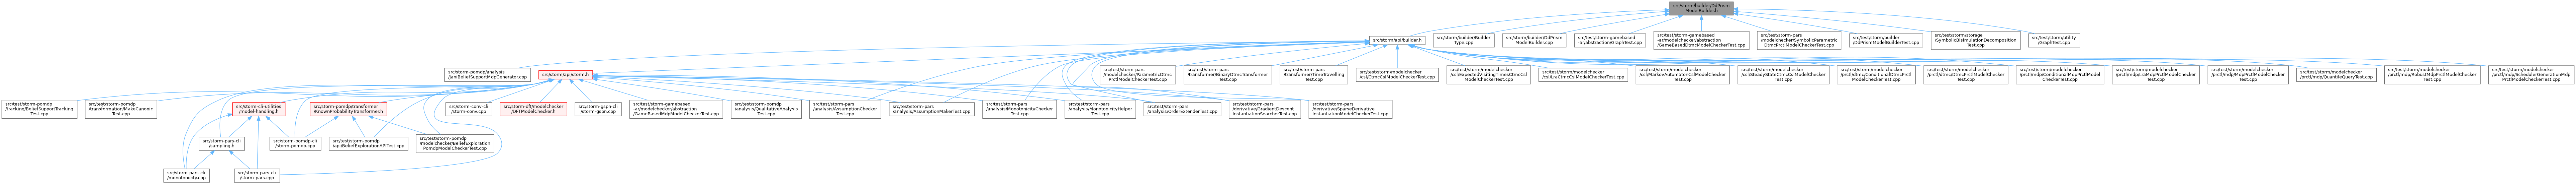 src/storm/builder/DdPrism
ModelBuilder.h
src/storm/api/builder.h
src/storm/builder/Builder
Type.cpp
src/storm/builder/DdPrism
ModelBuilder.cpp
src/test/storm-gamebased
-ar/abstraction/GraphTest.cpp
src/test/storm-gamebased
-ar/modelchecker/abstraction
/GameBasedDtmcModelCheckerTest.cpp
src/test/storm-pars
/modelchecker/SymbolicParametric
DtmcPrctlModelCheckerTest.cpp
src/test/storm/builder
/DdPrismModelBuilderTest.cpp
src/test/storm/storage
/SymbolicBisimulationDecomposition
Test.cpp
src/test/storm/utility
/GraphTest.cpp
src/storm-pomdp/analysis
/JaniBeliefSupportMdpGenerator.cpp
src/storm/api/storm.h
src/test/storm-pars
/modelchecker/ParametricDtmc
PrctlModelCheckerTest.cpp
src/test/storm-pars
/transformer/BinaryDtmcTransformer
Test.cpp
src/test/storm-pars
/transformer/TimeTravelling
Test.cpp
src/test/storm/modelchecker
/csl/CtmcCslModelCheckerTest.cpp
src/test/storm/modelchecker
/csl/ExpectedVisitingTimesCtmcCsl
ModelCheckerTest.cpp
src/test/storm/modelchecker
/csl/LraCtmcCslModelCheckerTest.cpp
src/test/storm/modelchecker
/csl/MarkovAutomatonCslModelChecker
Test.cpp
src/test/storm/modelchecker
/csl/SteadyStateCtmcCslModelChecker
Test.cpp
src/test/storm/modelchecker
/prctl/dtmc/ConditionalDtmcPrctl
ModelCheckerTest.cpp
src/test/storm/modelchecker
/prctl/dtmc/DtmcPrctlModelChecker
Test.cpp
src/test/storm/modelchecker
/prctl/mdp/ConditionalMdpPrctlModel
CheckerTest.cpp
src/test/storm/modelchecker
/prctl/mdp/LraMdpPrctlModelChecker
Test.cpp
src/test/storm/modelchecker
/prctl/mdp/MdpPrctlModelChecker
Test.cpp
src/test/storm/modelchecker
/prctl/mdp/QuantileQueryTest.cpp
src/test/storm/modelchecker
/prctl/mdp/RobustMdpPrctlModelChecker
Test.cpp
src/test/storm/modelchecker
/prctl/mdp/SchedulerGenerationMdp
PrctlModelCheckerTest.cpp
src/test/storm-pomdp
/tracking/BeliefSupportTracking
Test.cpp
src/test/storm-pomdp
/transformation/MakeCanonic
Test.cpp
src/storm-cli-utilities
/model-handling.h
src/storm-pomdp/transformer
/KnownProbabilityTransformer.h
src/storm-conv-cli
/storm-conv.cpp
src/storm-dft/modelchecker
/DFTModelChecker.h
src/storm-gspn-cli
/storm-gspn.cpp
src/test/storm-gamebased
-ar/modelchecker/abstraction
/GameBasedMdpModelCheckerTest.cpp
src/test/storm-pomdp
/analysis/QualitativeAnalysis
Test.cpp
src/test/storm-pars
/analysis/AssumptionChecker
Test.cpp
src/test/storm-pars
/analysis/AssumptionMakerTest.cpp
src/test/storm-pars
/analysis/MonotonicityChecker
Test.cpp
src/test/storm-pars
/analysis/MonotonicityHelper
Test.cpp
src/test/storm-pars
/analysis/OrderExtenderTest.cpp
src/test/storm-pars
/derivative/GradientDescent
InstantiationSearcherTest.cpp
src/test/storm-pars
/derivative/SparseDerivative
InstantiationModelCheckerTest.cpp
src/storm-pars-cli
/sampling.h
src/storm-pomdp-cli
/storm-pomdp.cpp
src/test/storm-pomdp
/api/BeliefExplorationAPITest.cpp
src/test/storm-pomdp
/modelchecker/BeliefExploration
PomdpModelCheckerTest.cpp
src/storm-pars-cli
/monotonicity.cpp
src/storm-pars-cli
/storm-pars.cpp